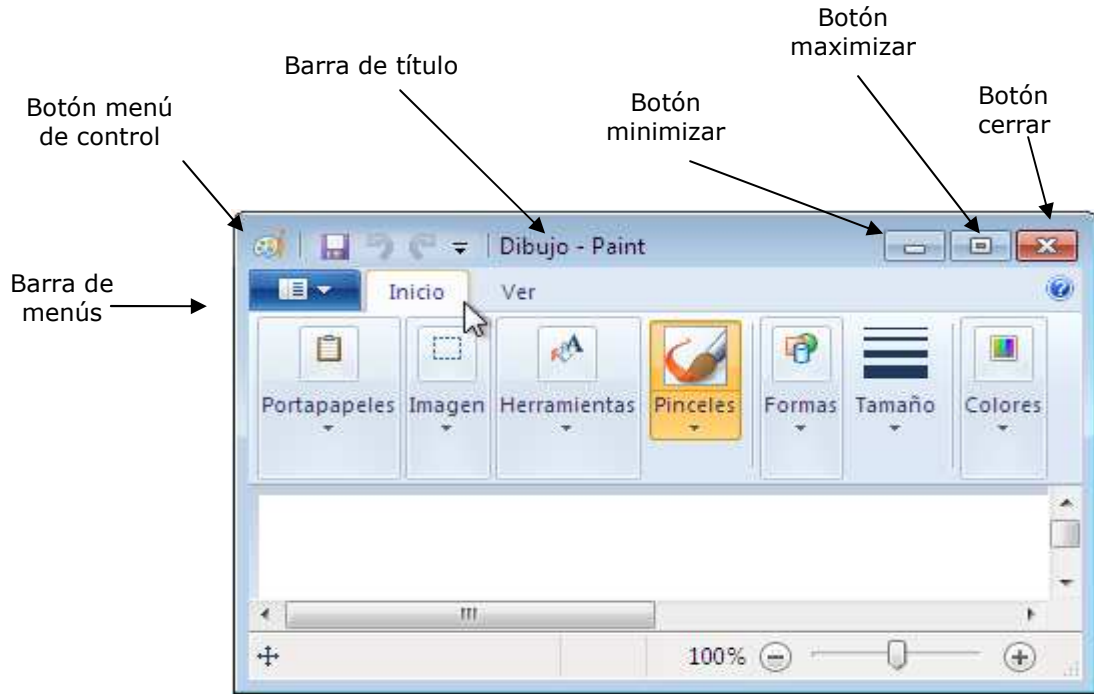 Botón
maximizar
Barra de título
Botón
minimizar
Botón
cerrar
Botón menú
de control
Dibujo - Paint
Barra de
menús
Inicio
Ver
Portapapeles
Imagen
Herramientas
Pinceles
Formas
Tamaño
Colores
100%